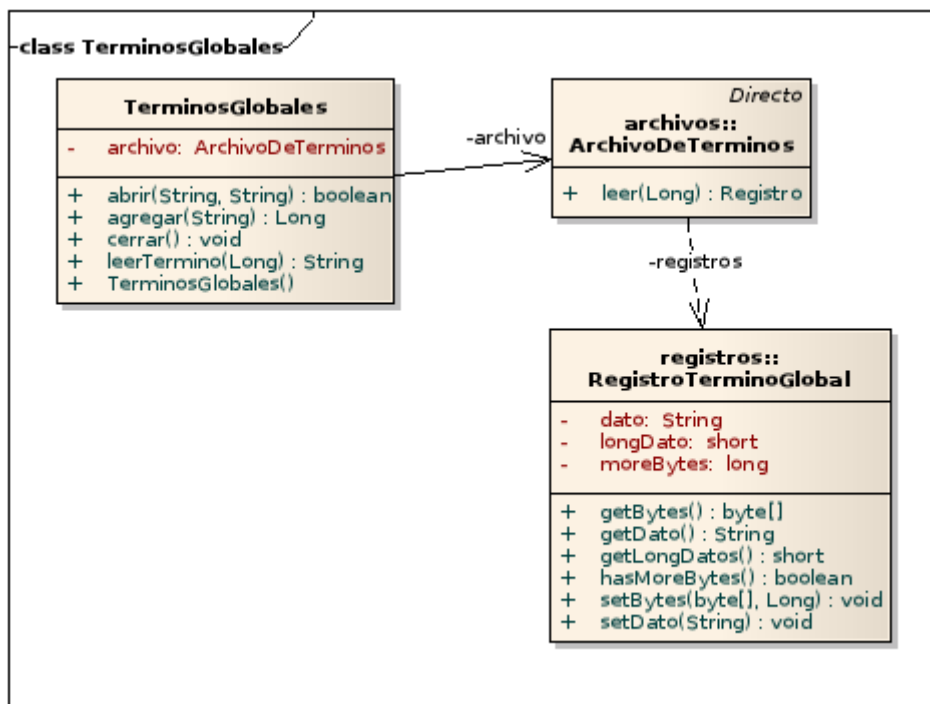 class TerminosGlobales
TerminosGlobales
- archivo: ArchivoDeTerminos
+ abrir(String, String) : boolean
+ agregar(String) : Long
+ cerrar() : void
+ leerTermino(Long) : String
+ TerminosGlobales()
-archivo
Directo
archivos::
ArchivoDeTerminos
+ leer(Long) : Registro
-registros
registros::
RegistroTerminoGlobal
- dato: String
- longDato: short
- moreBytes: long
+ getBytes() : byte[]
+ getDato() : String
+ getLongDatos() : short
+ hasMoreBytes() : boolean
+ setBytes(byte[], Long) : void
+ setDato(String) : void